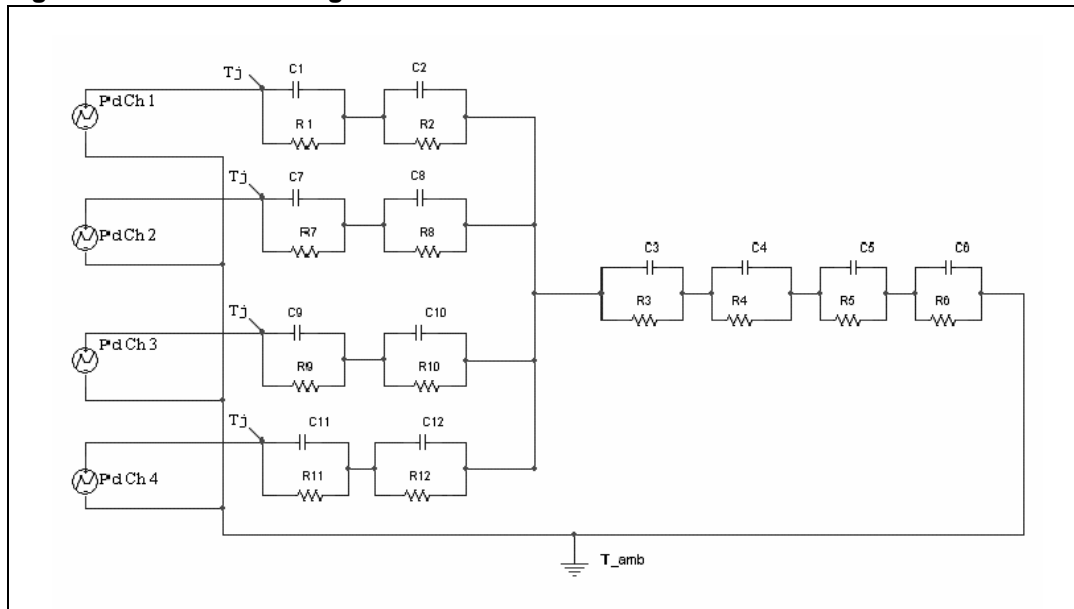 Tj
C1
C2
PdCh1
R1
R2
Tj
C7
C8
PdCh2
R7
R8
C3
C4
C5
C6
R3
R4
R5
R6
Tj
C9
C10
PdCh3
R9
R10
Tj
C11
C12
PdCh4
R11
R12
T_amb